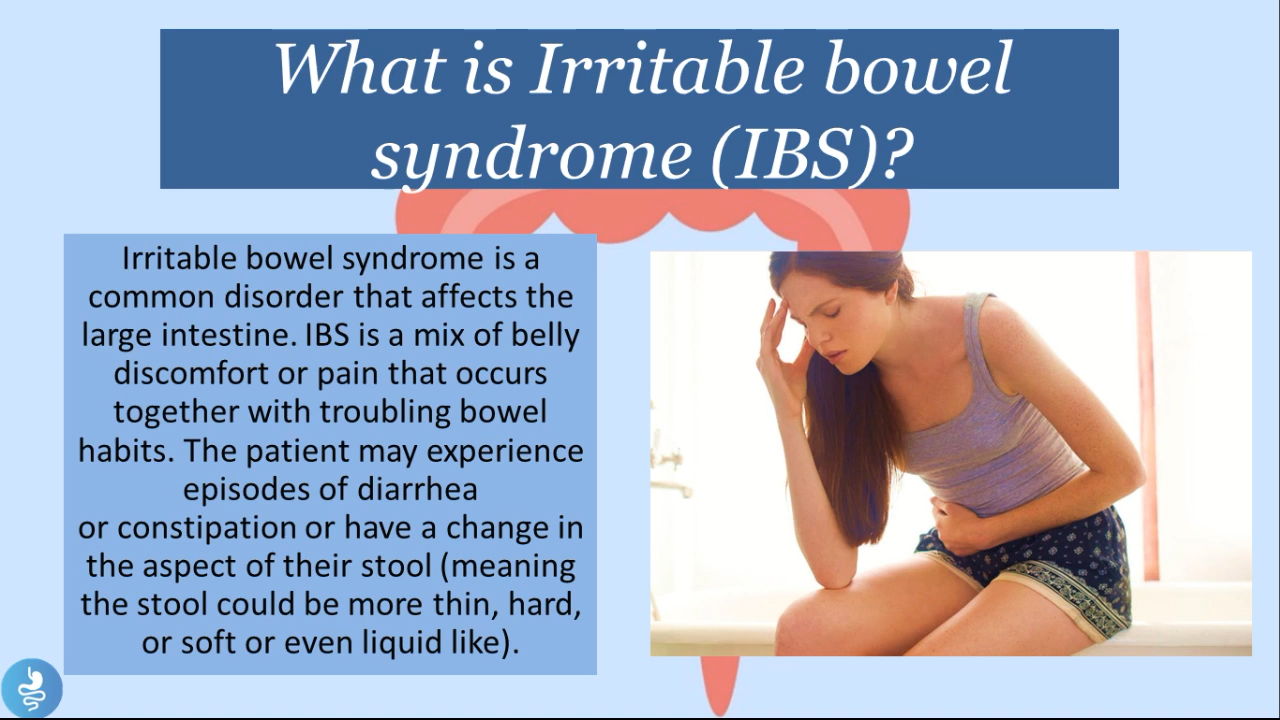 What is Irritable bowel
syndrome (IBS)?
Irritable bowel syndrome is a
common disorder that affects the
large intestine. IBS is a mix of belly
discomfort or pain that occurs
together with troubling bowel
habits. The patient may experience
episodes of diarrhea
or constipation or have a change in
the aspect of their stool (meaning
the stool could be more thin, hard,
or soft or even liquid like).